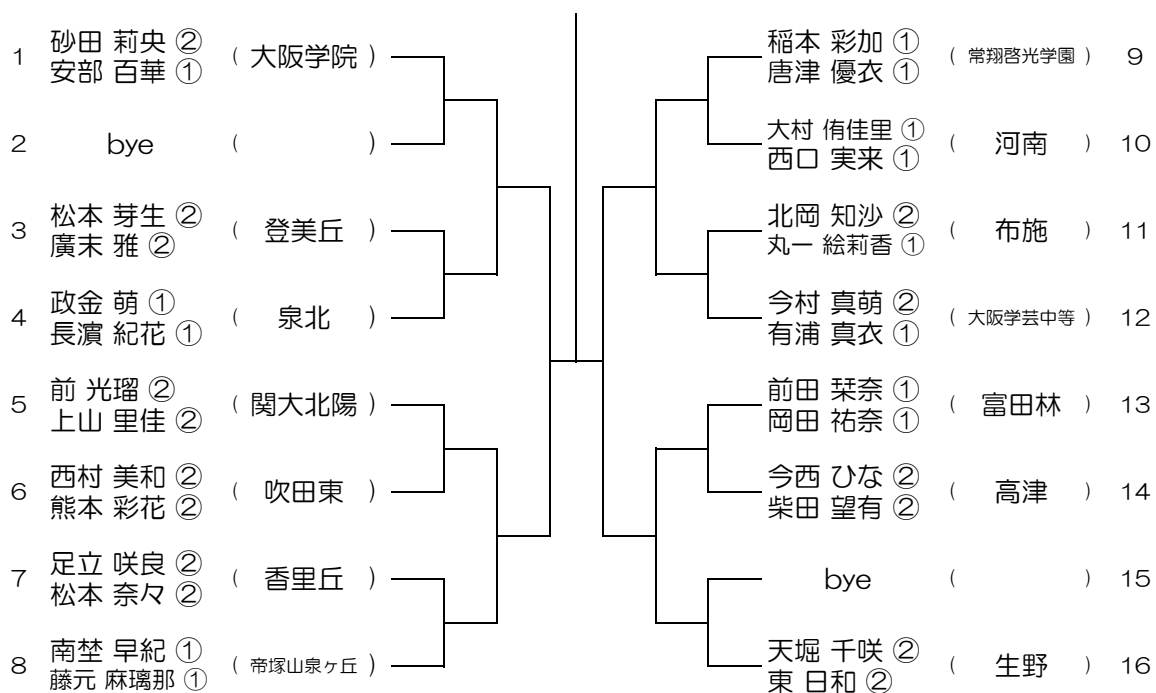 1 砂田 莉央 ② ( 大阪学院 )
安部 百華 ①
2 bye ( )
3 松本 芽生 ② ( 登美丘 )
廣末 雅 ②
4 政金 萌 ① ( 泉北 )
長濵 紀花 ①
5 前 光瑠 ② ( 関大北陽 )
上山 里佳 ②
6 西村 美和 ② ( 吹田東 )
熊本 彩花 ②
7 足立 咲良 ② ( 香里丘 )
松本 奈々 ②
8 南埜 早紀 ① ( 帝塚山泉ヶ丘 )
藤元 麻璃那 ①
稲本 彩加 ① ( 常翔啓光学園 ) 9
唐津 優衣 ①
大村 侑佳里 ① ( 河南 ) 10
西口 実来 ①
北岡 知沙 ② ( 布施 ) 11
丸一 絵莉香 ①
今村 真萌 ② ( 大阪学芸中等 ) 12
有浦 真衣 ①
前田 栞奈 ① ( 富田林 ) 13
岡田 祐奈 ①
今西 ひな ② ( 高津 ) 14
柴田 望有 ②
bye ( ) 15
天堀 千咲 ② ( 生野 ) 16
東 日和 ②